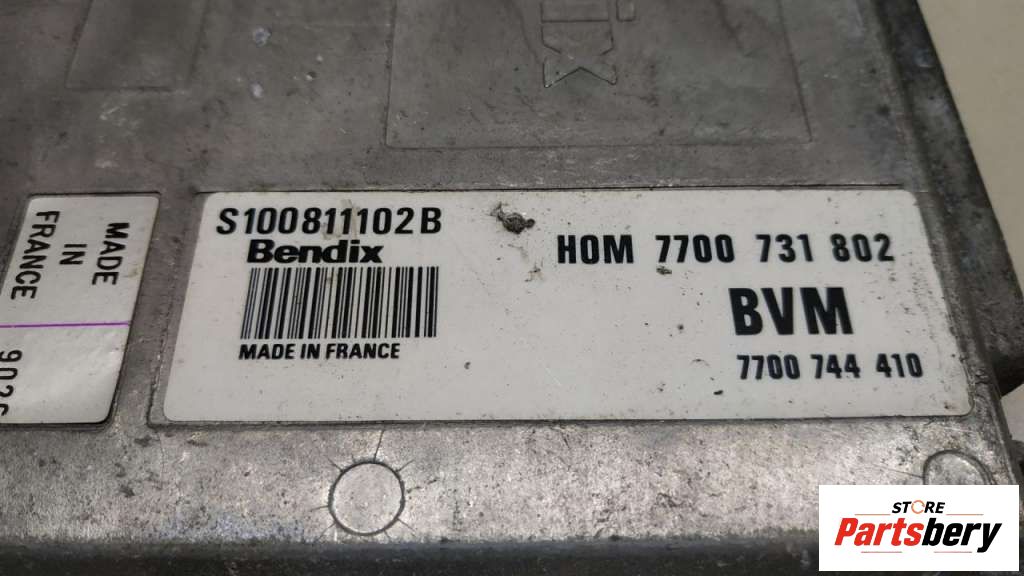 S100811102B
Bendix
MADE IN FRANCE
HOM 7700 731 802
BVM
7700 744 410
MADE
IN
FRANCE
STORE
Partsbery